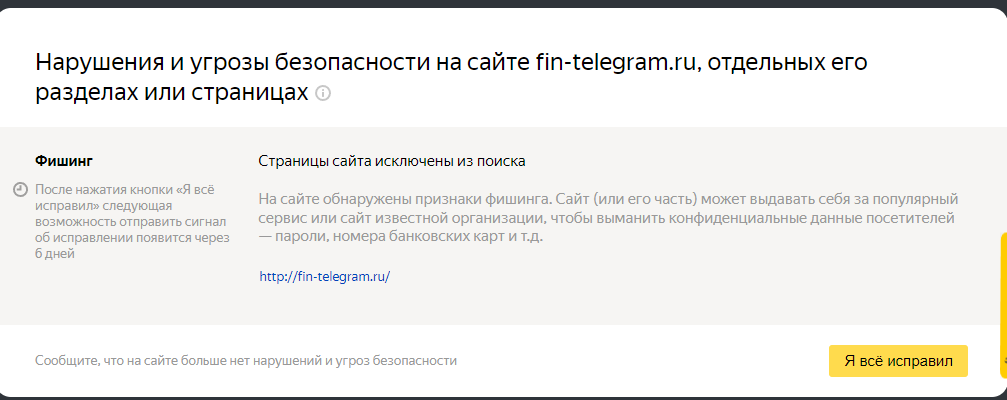 Нарушения и угрозы безопасности на сайте fin-telegram.ru, отдельных его
разделах или страницах
Фишинг
После нажатия кнопки «Я всё
исправил» следующая
возможность отправить сигнал
об исправлении появится через
6 дней
Страницы сайта исключены из поиска
На сайте обнаружены признаки фишинга. Сайт (или его часть) может выдавать себя за популярный
сервис или сайт известной организации, чтобы выманить конфиденциальные данные посетителей
— пароли, номера банковских карт и т.д.
http://fin-telegram.ru/
Сообщите, что на сайте больше нет нарушений и угроз безопасности
Я всё исправил